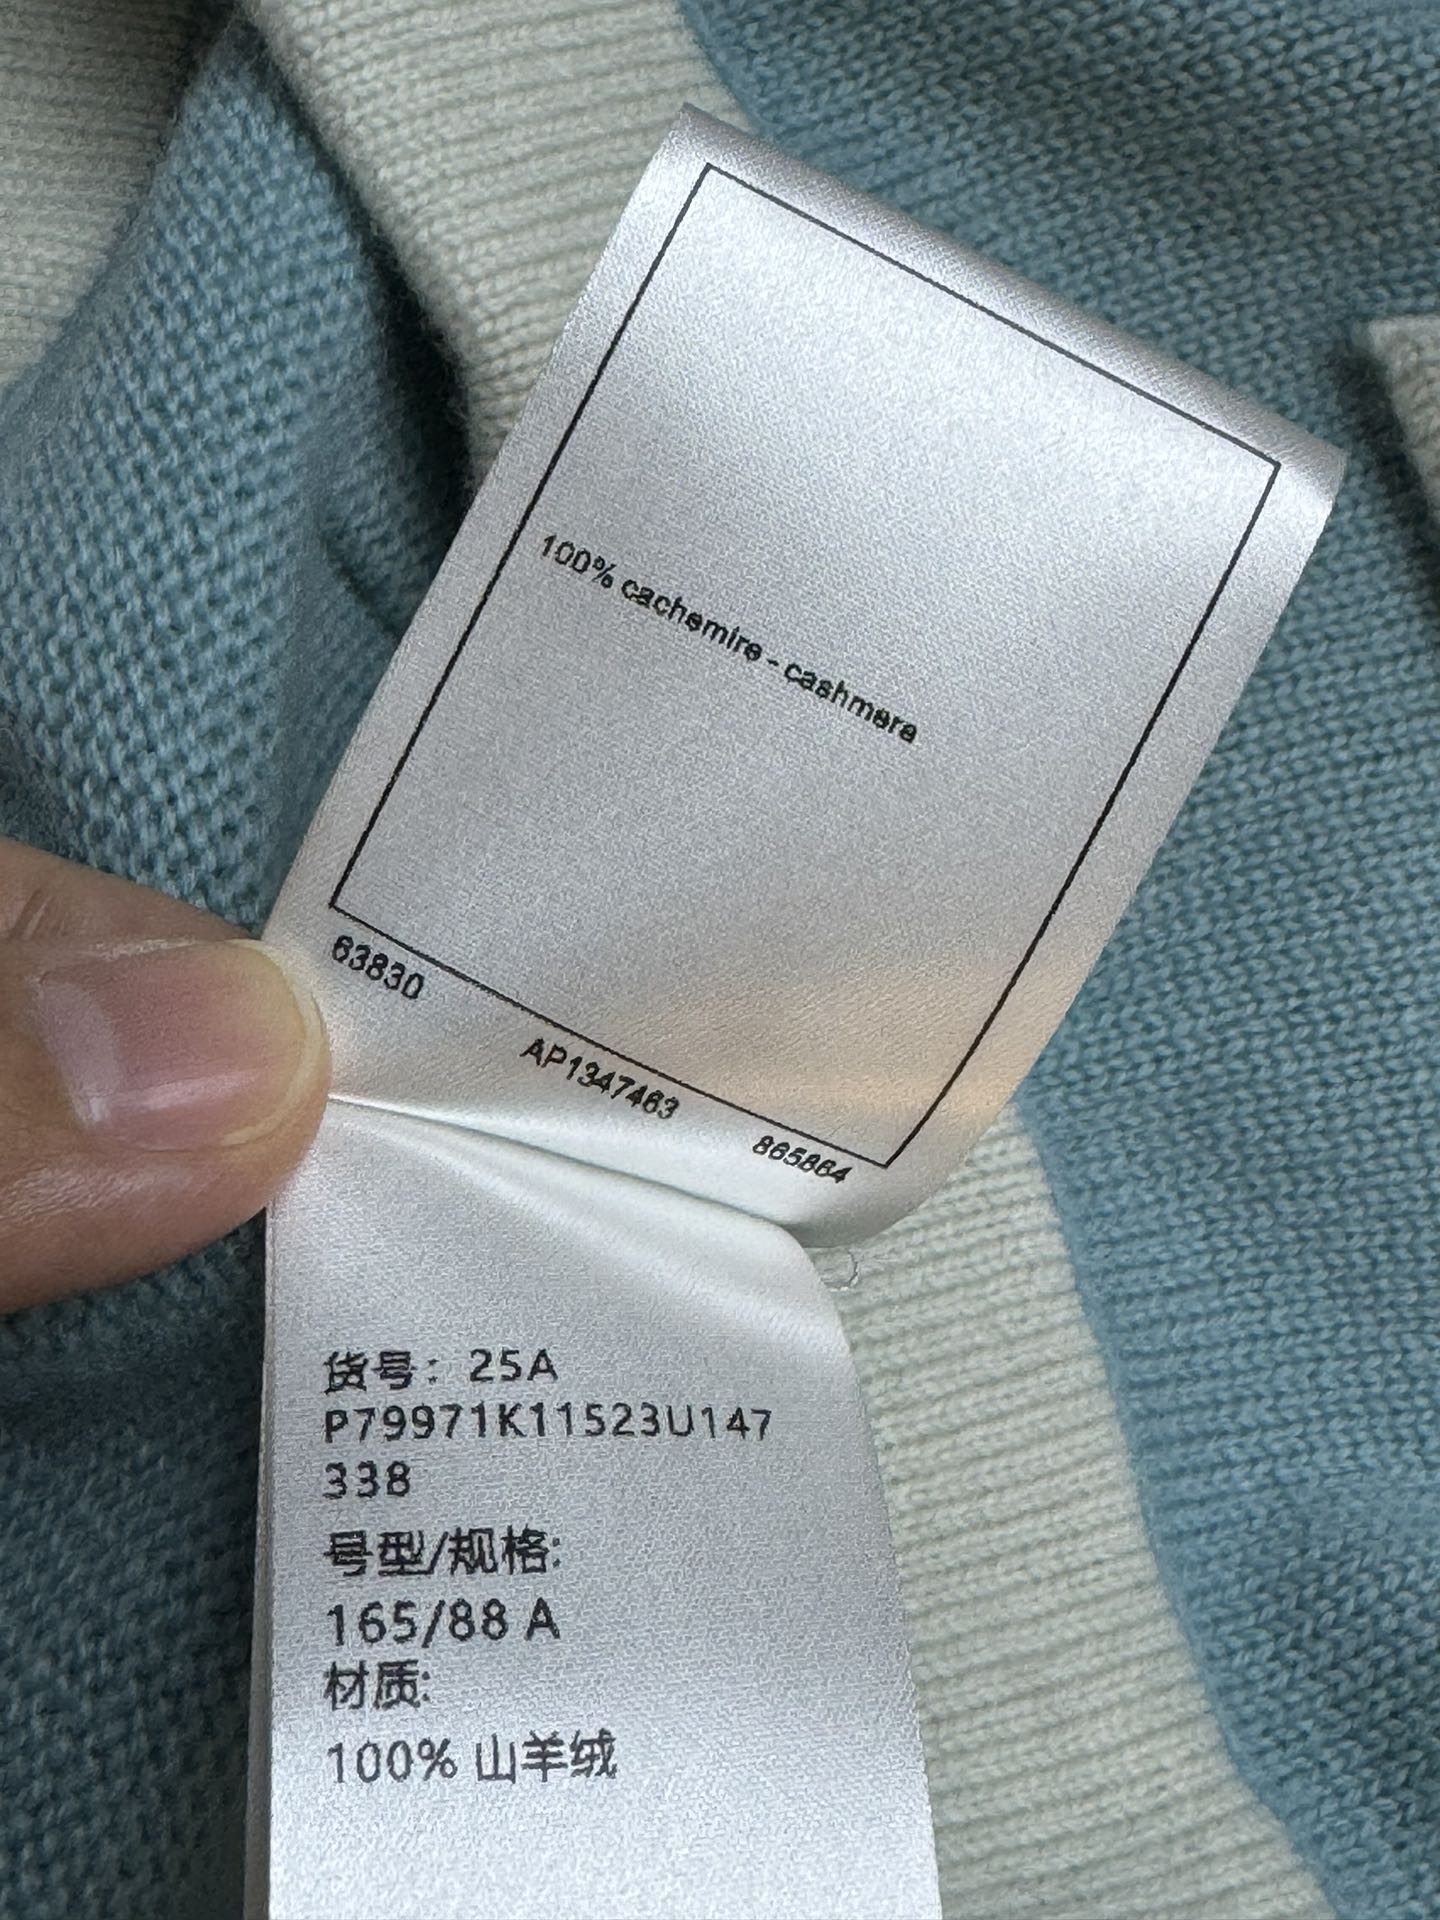 100% cachemire - cashmere
63830
AP1347463
865864
货号: 25A
P79971K11523U147
338
号型/规格:
165/88 A
材质:
100% 山羊绒